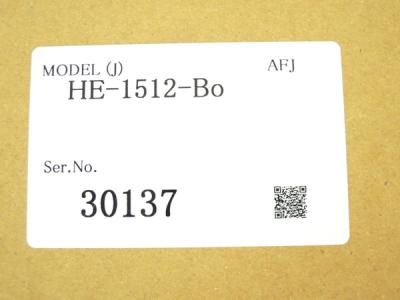 MODEL (J) AFJ
HE-1512-Bo
Ser.No.
30137